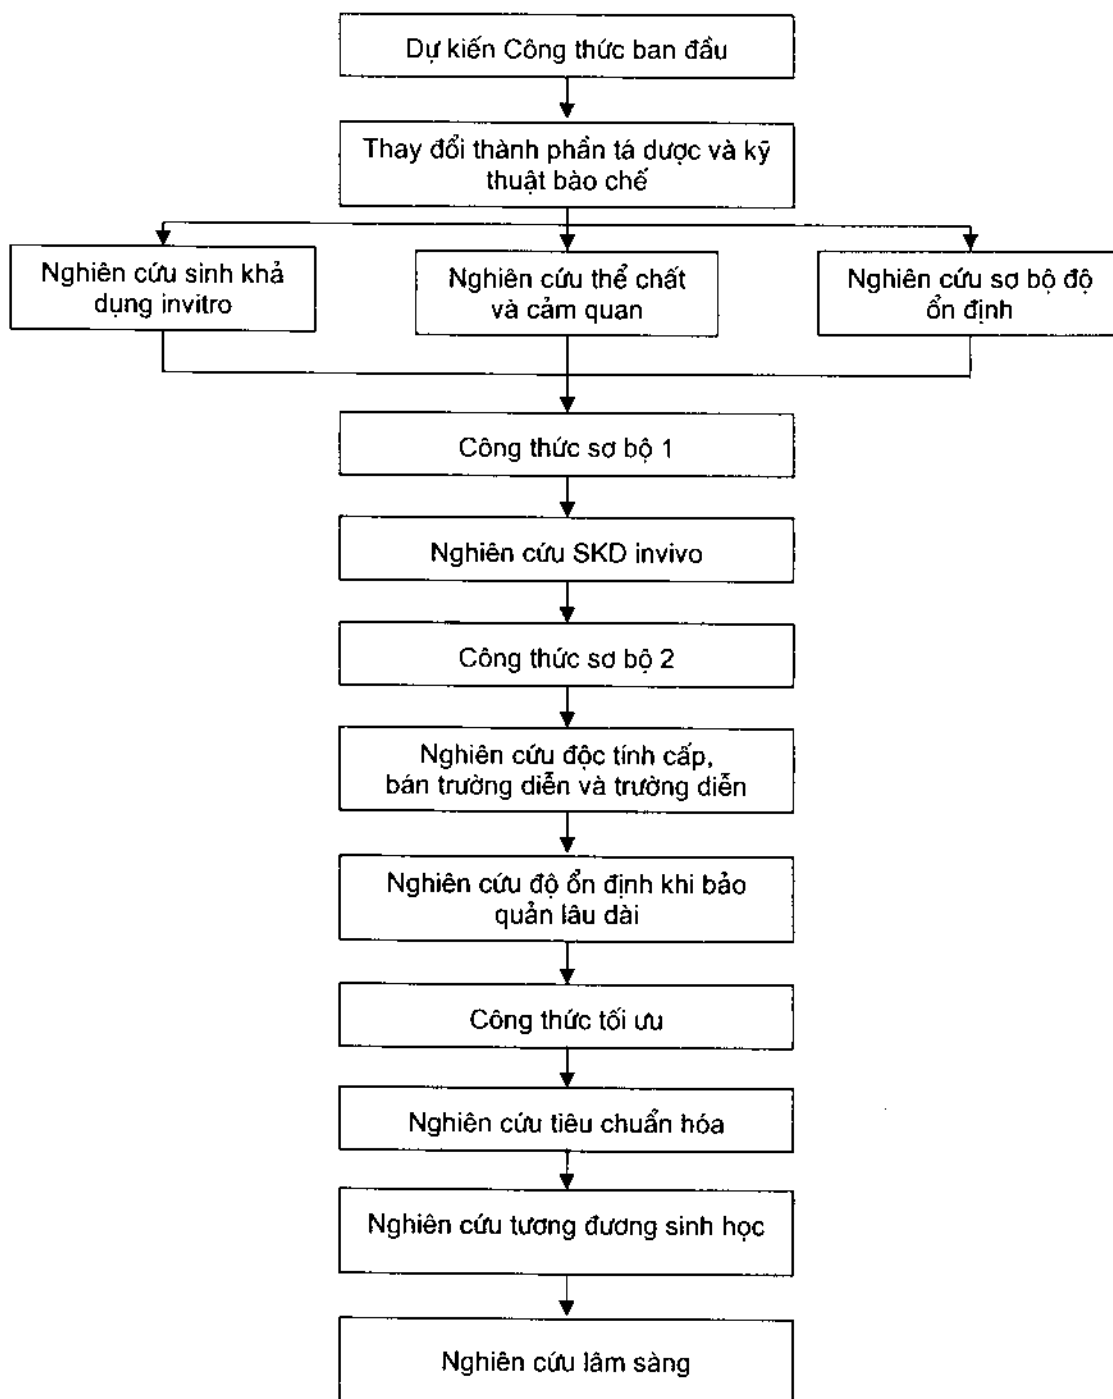 Dự kiến Công thức ban đầu
Thay đổi thành phần tá dược và kỹ
thuật bào chế
Nghiên cứu sinh khả
dụng invitro
Nghiên cứu thể chất
và cảm quan
Nghiên cứu sơ bộ độ
ổn định
Công thức sơ bộ 1
Nghiên cứu SKD invivo
Công thức sơ bộ 2
Nghiên cứu độc tính cấp,
bán trường diễn và trường diễn
Nghiên cứu độ ổn định khi bảo
quản lâu dài
Công thức tối ưu
Nghiên cứu tiêu chuẩn hóa
Nghiên cứu tương đương sinh học
Nghiên cứu lâm sàng